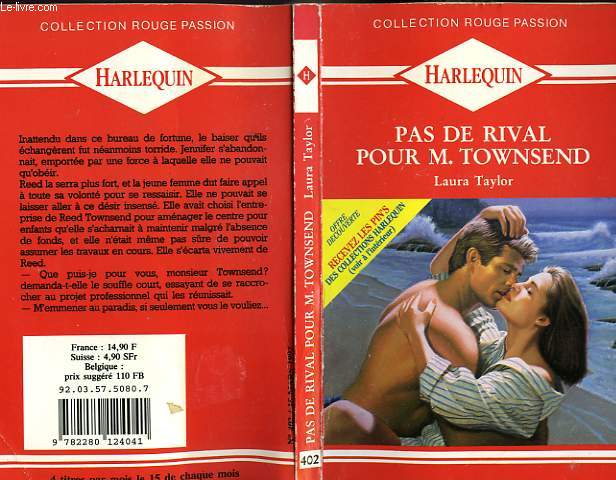 Le-livre.com
COLLECTION ROUGE PASSION
HARLEQUIN
Inattendu dans ce bureau de fortune, le baiser qu'ils
échangèrent fut néanmoins torride. Jennifer s'abandon-
nait, emportée par une force à laquelle elle ne pouvait
qu'obéir.
Reed la serra plus fort, et la jeune femme dut faire appel
à toute sa volonté pour se ressaisir. Elle ne pouvait se
laisser aller à ce désir insensé. Elle avait choisi l'entre-
prise de Reed Townsend pour aménager le centre pour
enfants qu'elle s'acharnait à maintenir malgré l'absence
de fonds, et elle n'était même pas sûre de pouvoir
assumer les travaux en cours. Elle s'écarta vivement de
Reed.
— Que puis-je pour vous, monsieur Townsend?
demanda-t-elle le souffle court, essayant de se raccro-
cher au projet professionnel qui les réunissait.
— M'emmener au paradis, si seulement vous le vouliez...
France : 14,90 F
Suisse : 4,90 SFr
Belgique :
prix suggéré 110 FB
92.03.57.5080.7
9 782280 124041
4 titres par mois le 15 de chaque mois
H
Laura Taylor
PAS DE RIVAL POUR M. TOWNSEND
402
COLLECTION ROUGE PASSION
HARLEQUIN
PAS DE RIVAL
POUR M. TOWNSEND
Laura Taylor
OFFRE
DÉCOUVERTE
RECEVEZ LES PIN'S
DES COLLECTIONS HARLEQUIN
(voir à l'intérieur)